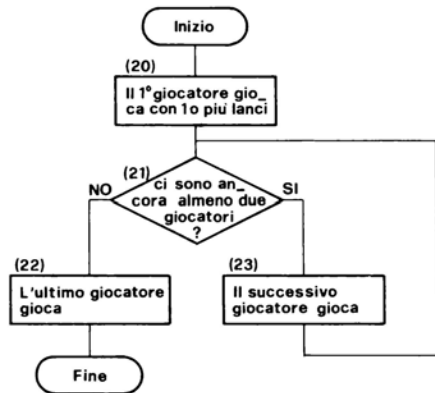 Inizio
(20)
Il 1° giocatore gio_
ca con 1 o più lanci
(21)
ci sono an_
NO
cora almeno due
SI
giocatori
?
(22)
L'ultimo giocatore
gioca
(23)
Il successivo
giocatore gioca
Fine